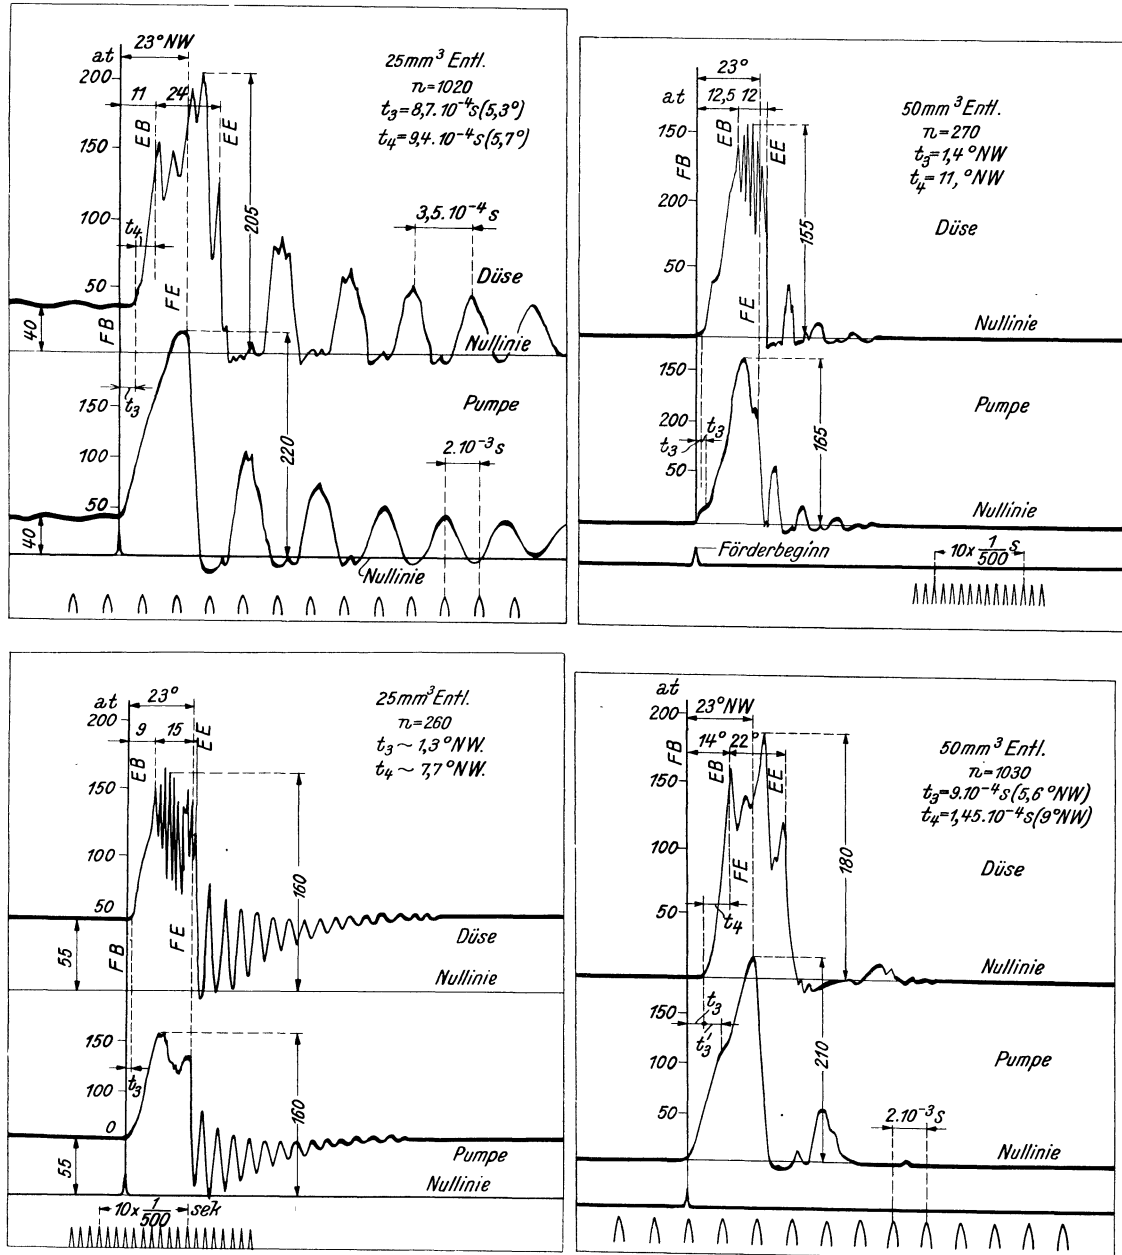 at
23° NW
200
11
24
EB
EE
150
100
t₄
50
FB
FE
40
205
3,5.10⁻⁴ s
25mm³ Entl.
n=1020
t₃=8,7.10⁻⁴s(5,3°)
t₄=9,4.10⁻⁴s(5,7°)
Düse
Nullinie
t₃
150
100
50
40
220
Pumpe
2.10⁻³s
Nullinie
at
23°
12,5
12
FB
EB
EE
150
200
50
FE
155
50mm³ Entl.
n=270
t₃=1,4°NW
t₄=11,°NW
Düse
Nullinie
150
200
50
t₃
t₃
165
Pumpe
Nullinie
Förderbeginn
10x 1/500 s
at
23°
200
9
15
EB
EE
150
100
50
FB
FE
55
160
25mm³ Entl.
n=260
t₃~1,3°NW.
t₄~7,7°NW.
Düse
Nullinie
150
100
0
t₃
55
160
Pumpe
Nullinie
10x 1/500 sek
at
23°NW
200
14°
22°
FB
EB
EE
150
100
50
FE
t₄
180
50mm³ Entl.
n=1030
t₃=9.10⁻⁴s(5,6°NW)
t₄=1,45.10⁻⁴s(9°NW)
Düse
Nullinie
t₃
t₃'
150
100
50
210
Pumpe
2.10⁻³s
Nullinie